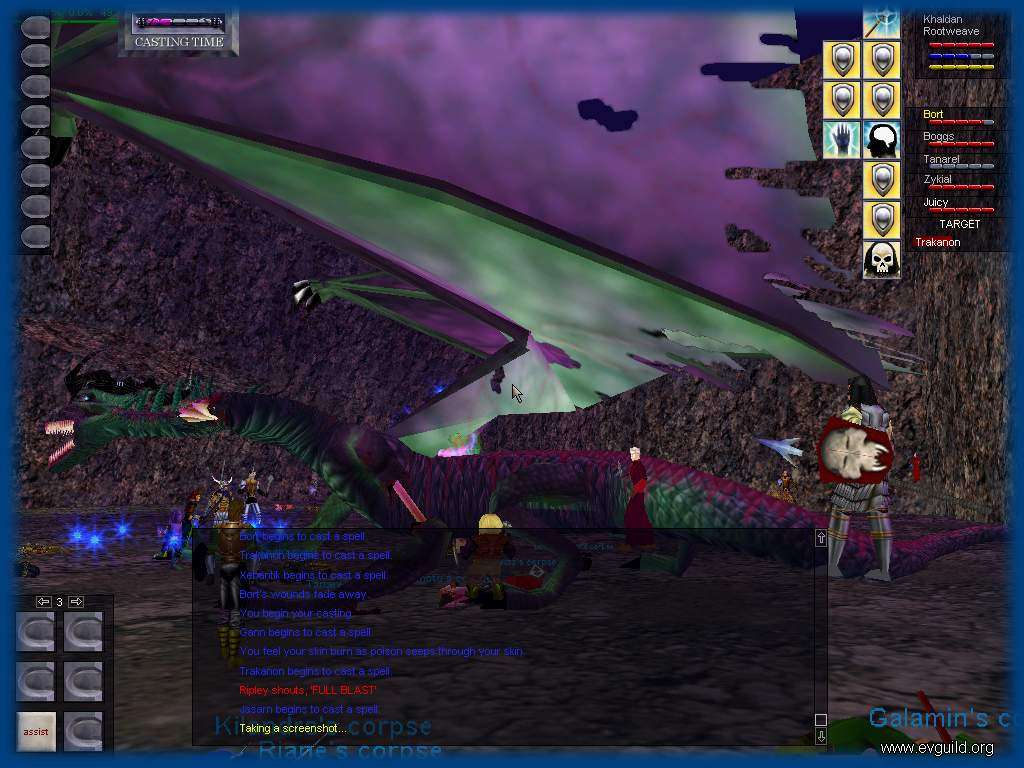 CASTING TIME
Khaldan
Rootweave
Bort
Boggs
Tanarel
Zykial
Juicy
TARGET
Trakanon
Bort begins to cast a spell.
Trakanon begins to cast a spell.
Xebantik begins to cast a spell.
Bort's wounds fade away.
You begin your casting.
Gann begins to cast a spell.
You feel your skin burn as poison seeps through your skin.
Trakanon begins to cast a spell.
Ripley shouts, 'FULL BLAST'
Jasarn begins to cast a spell.
Taking a screenshot...
3
assist
corpse
Riane's corpse
Galamin's co
www.evguild.org